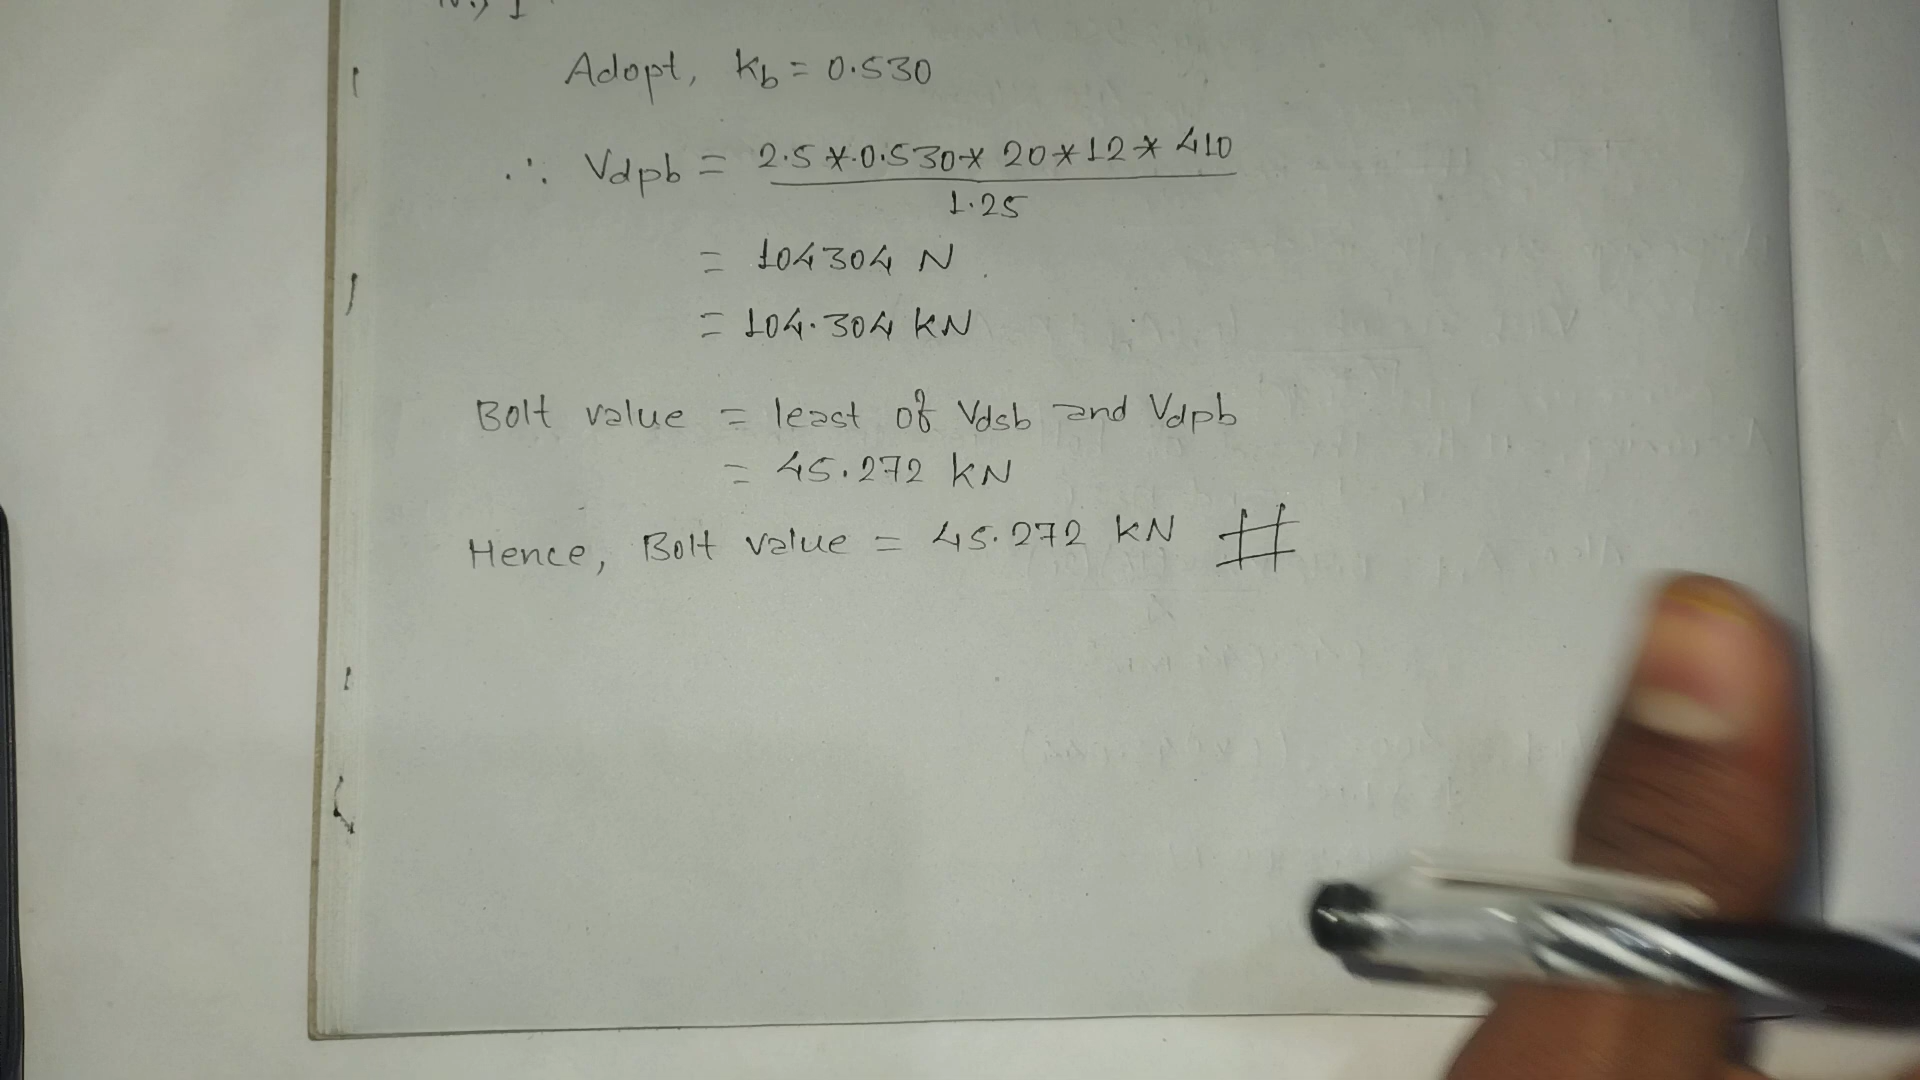 Adopt, Kb = 0.530
∴ Vdpb = 2.5 * 0.530 * 20 * 12 * 410
1.25
= 104304 N
= 104.304 KN
Bolt value = least of Vdsb and Vdpb
= 45.272 KN
Hence, Bolt value = 45.272 KN #